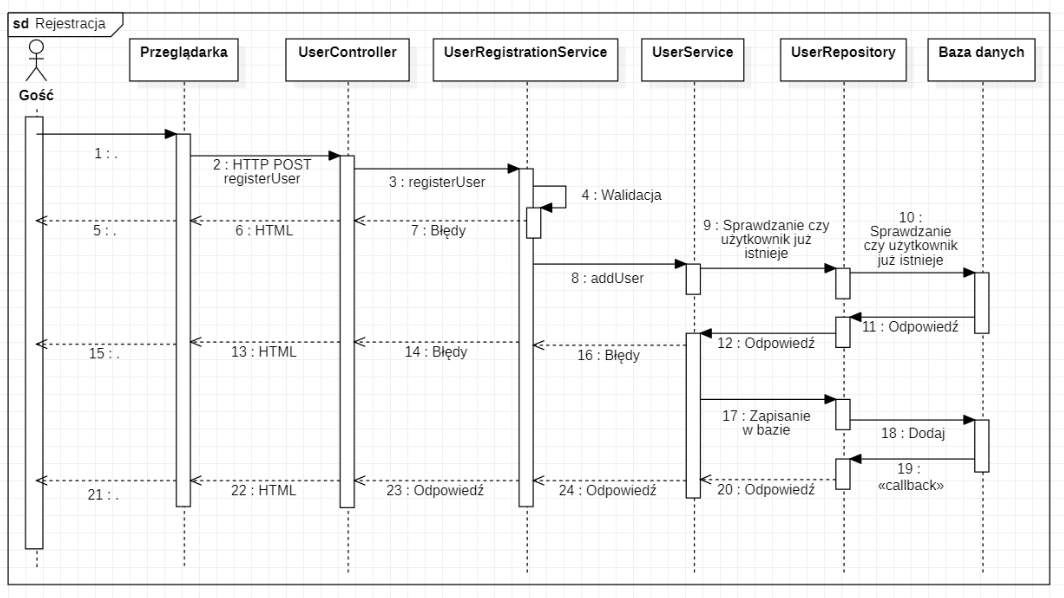 sd Rejestracja
Gość
Przeglądarka
UserController
UserRegistrationService
UserService
UserRepository
Baza danych
1 : .
2 : HTTP POST
registerUser
3 : registerUser
4 : Walidacja
5 : .
6 : HTML
7 : Błędy
8 : addUser
9 : Sprawdzanie czy
użytkownik już
istnieje
10 :
Sprawdzanie
czy użytkownik
już istnieje
11 : Odpowiedź
12 : Odpowiedź
15 : .
13 : HTML
14 : Błędy
16 : Błędy
17 : Zapisanie
w bazie
18 : Dodaj
19 :
«callback»
21 : .
22 : HTML
23 : Odpowiedź
24 : Odpowiedź
20 : Odpowiedź